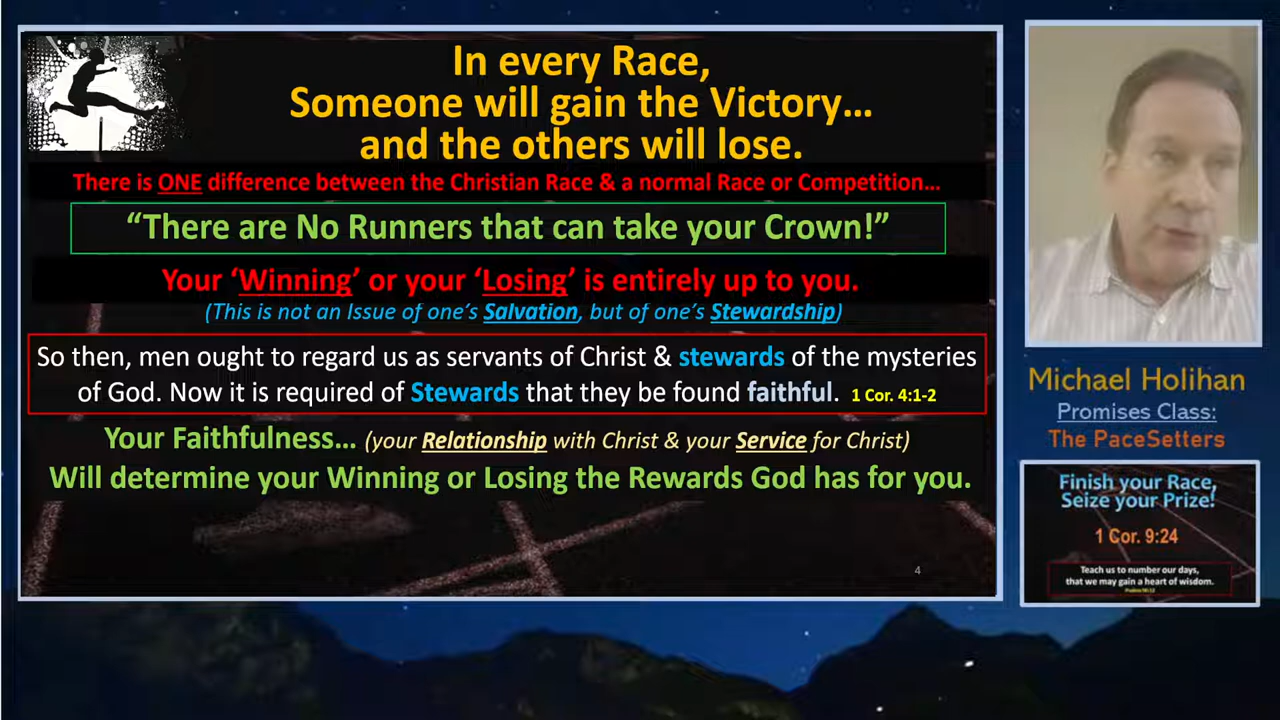 In every Race,
Someone will gain the Victory…
and the others will lose.
There is ONE difference between the Christian Race & a normal Race or Competition…
“There are No Runners that can take your Crown!”
Your ‘Winning’ or your ‘Losing’ is entirely up to you.
(This is not an Issue of one’s Salvation, but of one’s Stewardship)
So then, men ought to regard us as servants of Christ & stewards of the mysteries
of God. Now it is required of Stewards that they be found faithful. 1 Cor. 4:1-2
Your Faithfulness… (your Relationship with Christ & your Service for Christ)
Will determine your Winning or Losing the Rewards God has for you.
4
Michael Holihan
Promises Class:
The PaceSetters
Finish your Race,
Seize your Prize!
1 Cor. 9:24
Teach us to number our days,
that we may gain a heart of wisdom.
Psalms 90:12